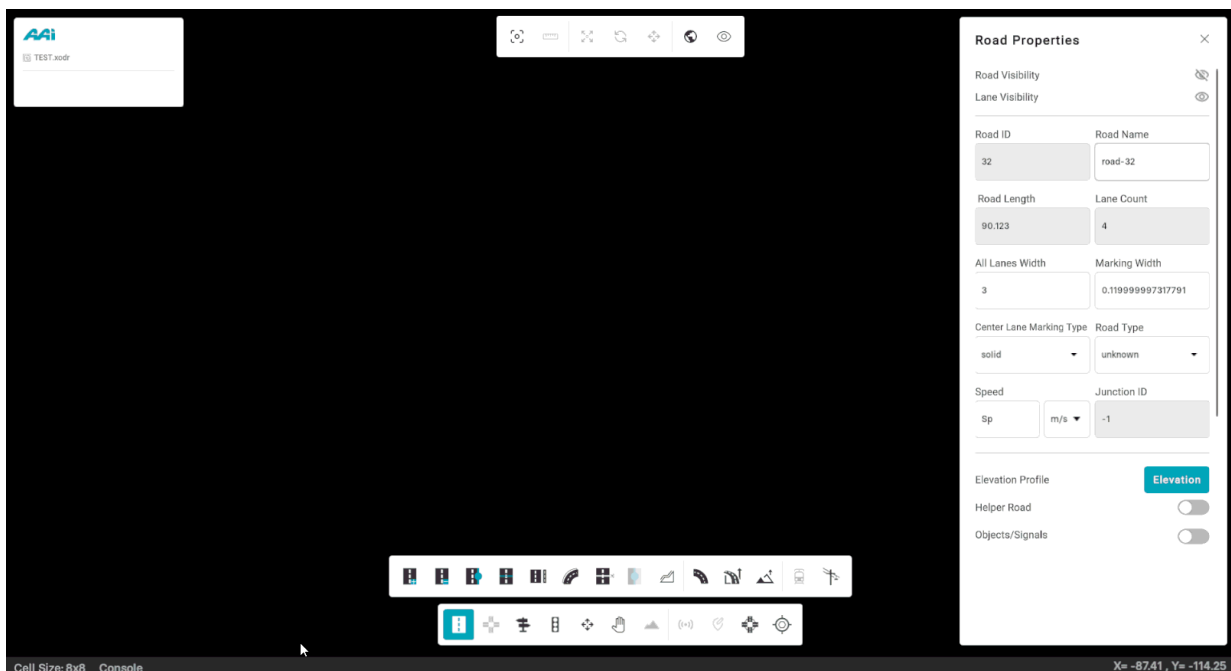 AAi
TEST.xodr
Road Properties
Road Visibility
Lane Visibility
Road ID Road Name
32 road-32
Road Length Lane Count
90.123 4
All Lanes Width Marking Width
3 0.119999997317791
Center Lane Marking Type Road Type
solid unknown
Speed Junction ID
Sp m/s -1
Elevation Profile Elevation
Helper Road
Objects/Signals
Cell Size: 8x8 Console X= -87.41 , Y= -114.25